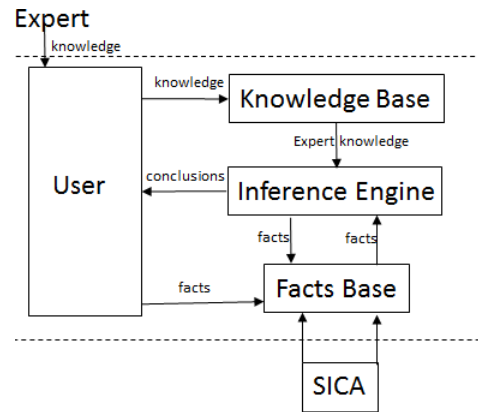 Expert
knowledge
knowledge
Knowledge Base
Expert knowledge
User
conclusions
Inference Engine
facts
facts
facts
Facts Base
SICA